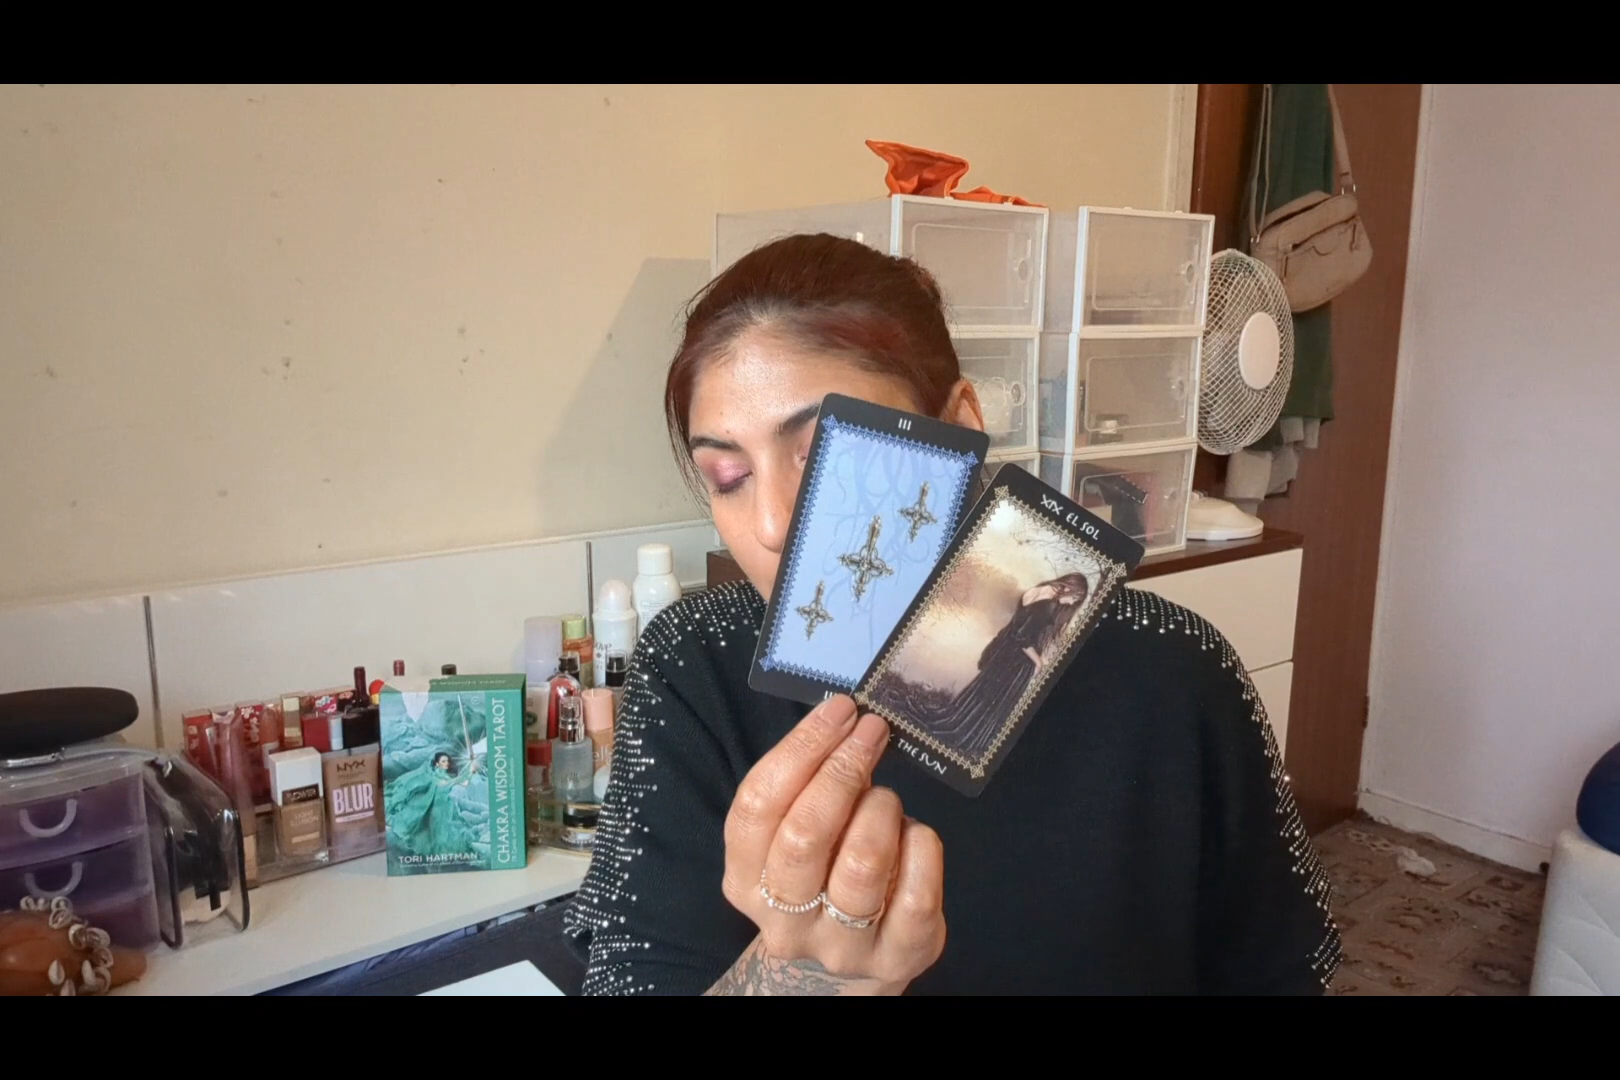 III
XIX EL SOL
THE SUN
NYX
BLUR
CHAKRA WISDOM TAROT
TORI HARTMAN